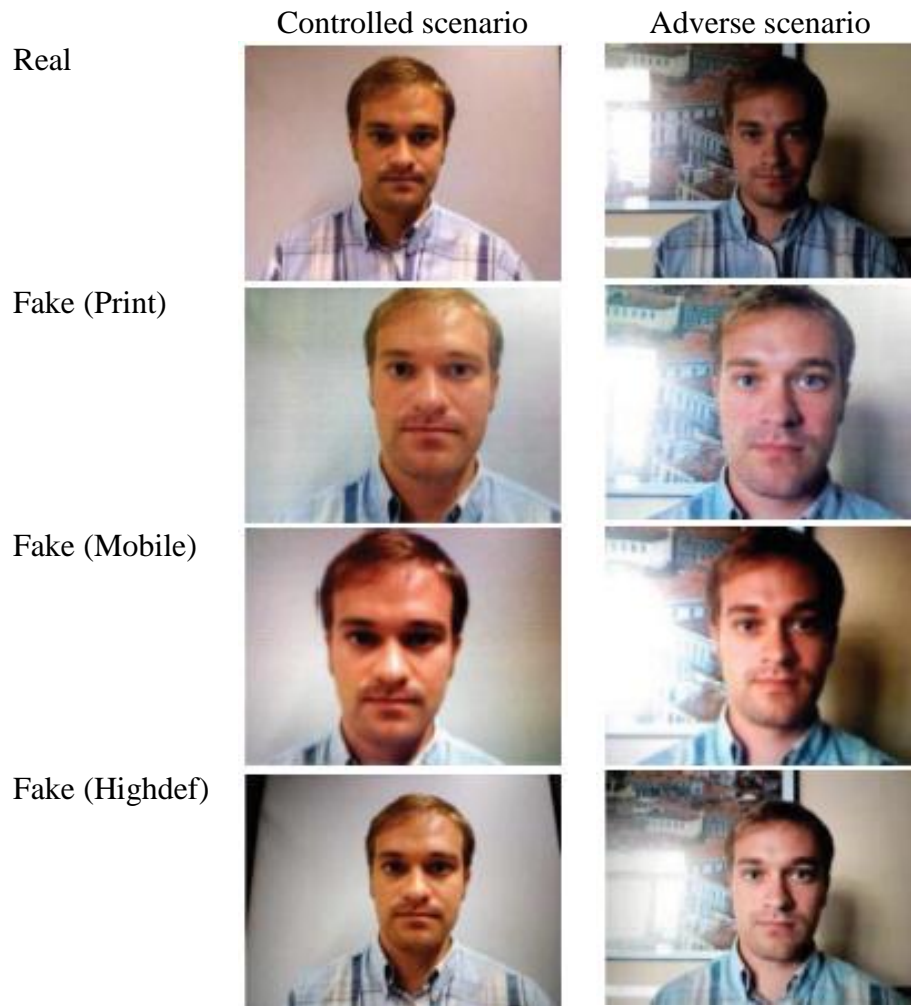 Controlled scenario Adverse scenario
Real
Fake (Print)
Fake (Mobile)
Fake (Highdef)